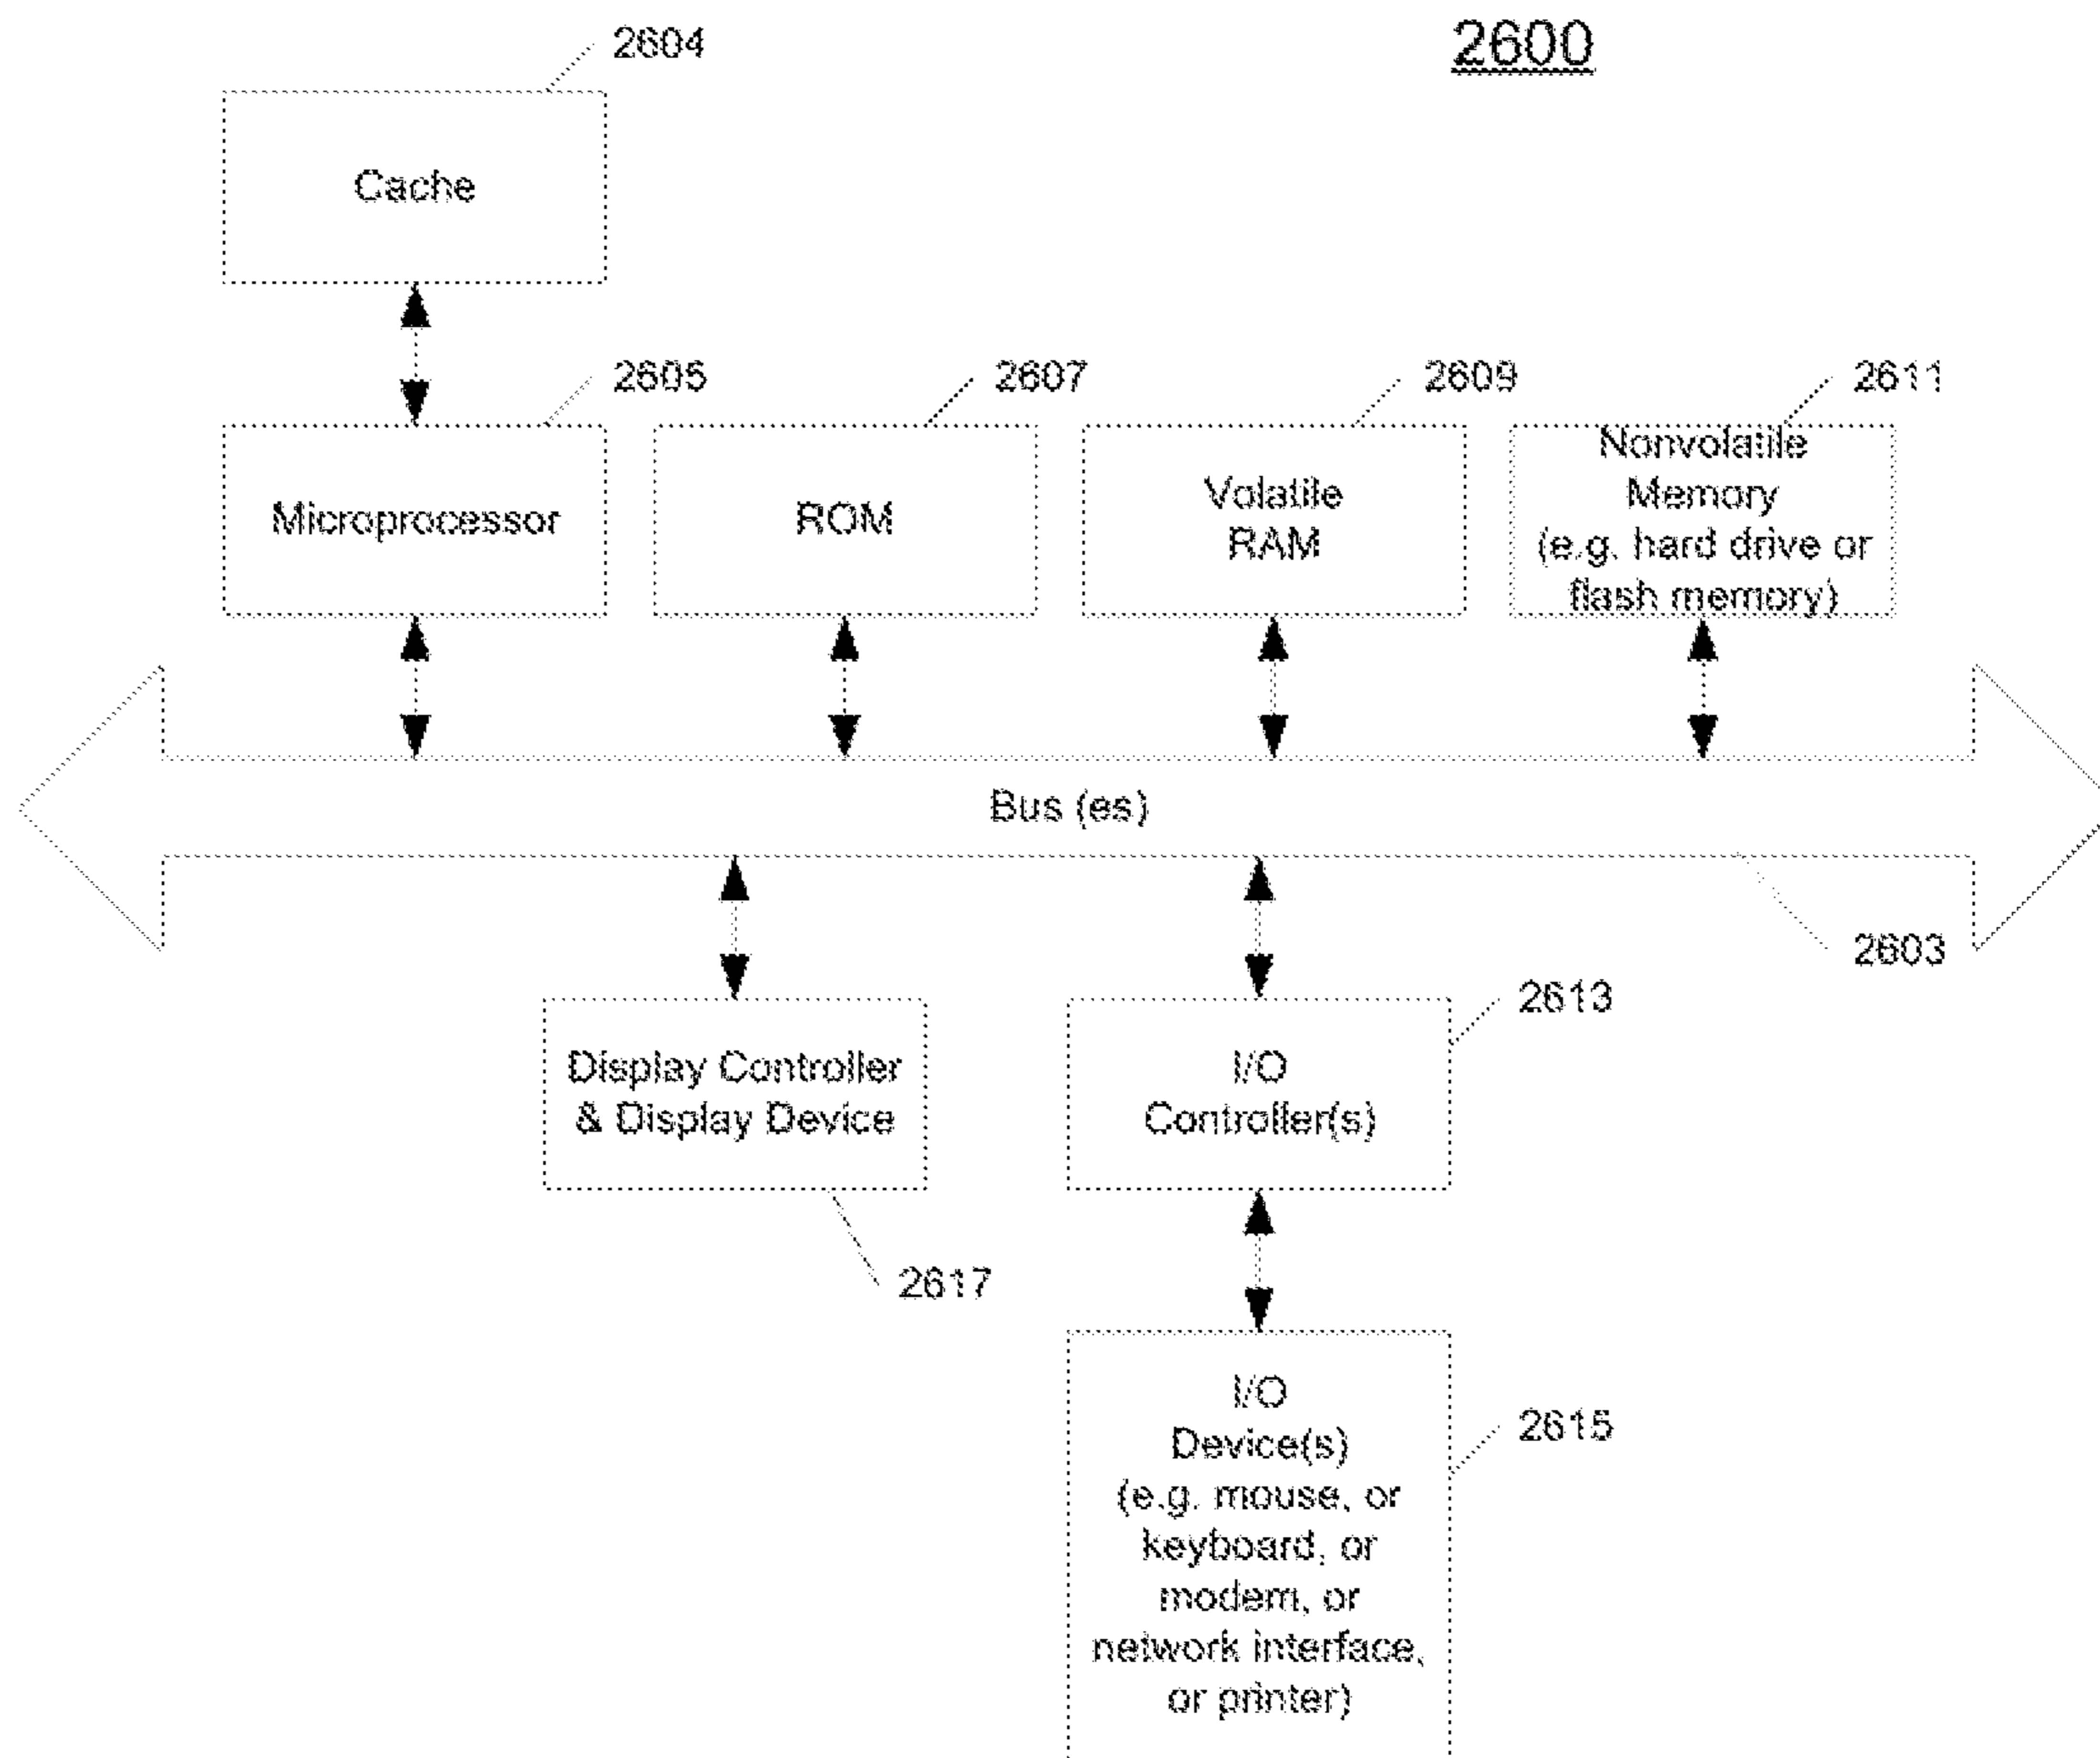 2600
2604
Cache
2605
2607
2609
2611
Microprocessor
ROM
Volatile
RAM
Nonvolatile
Memory
(e.g. hard drive or
flash memory)
Bus (es)
2603
Display Controller
& Display Device
2617
I/O
Controller(s)
2613
I/O
Device(s)
(e.g. mouse, or
keyboard, or
modem, or
network interface,
or printer)
2615